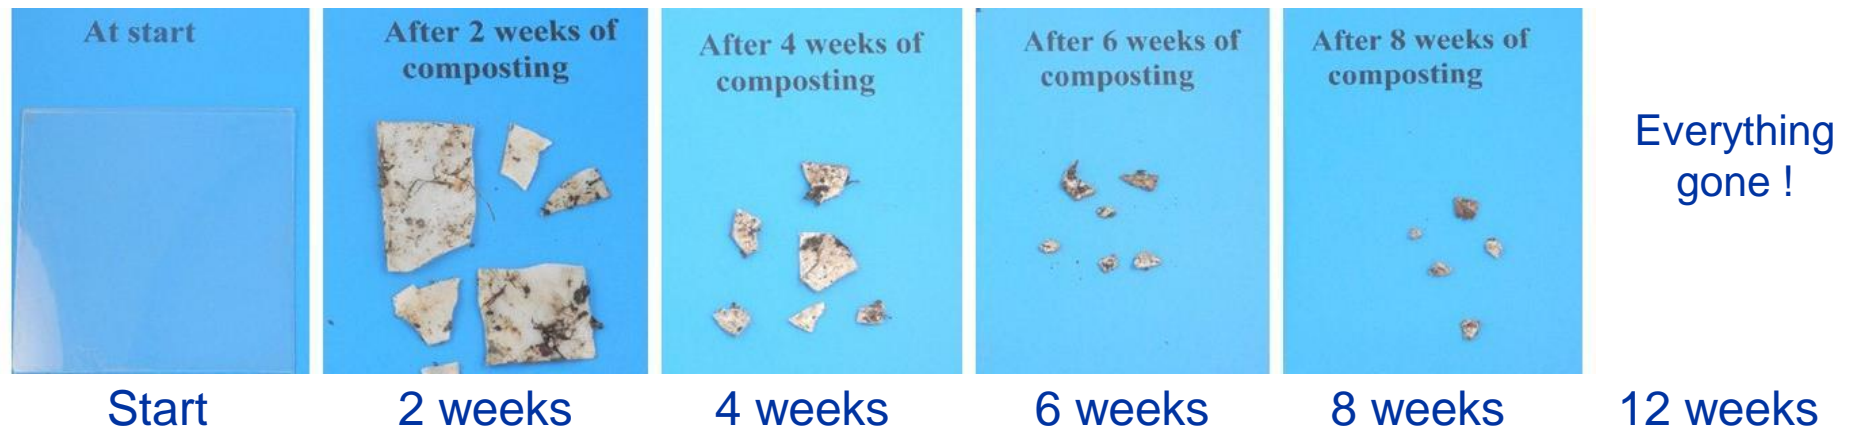 At start
After 2 weeks of
composting
After 4 weeks of
composting
After 6 weeks of
composting
After 8 weeks of
composting
Everything
gone !
Start
2 weeks
4 weeks
6 weeks
8 weeks
12 weeks